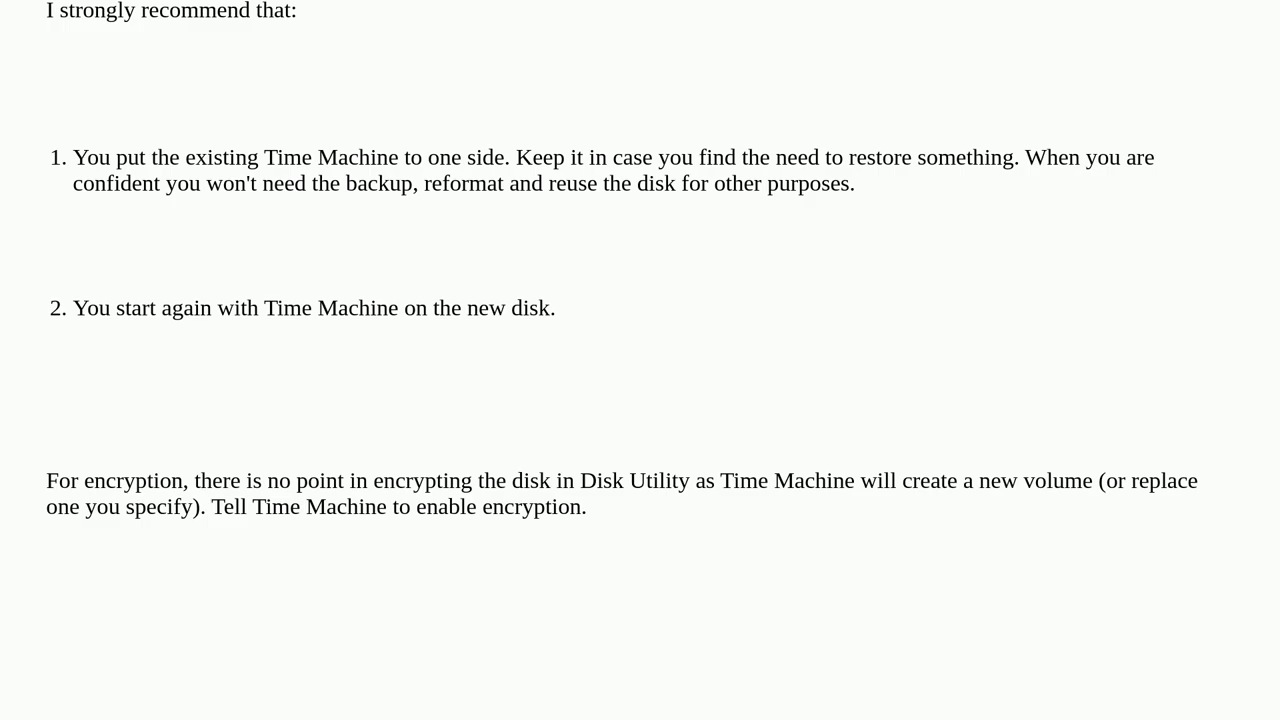 I strongly recommend that:
1. You put the existing Time Machine to one side. Keep it in case you find the need to restore something. When you are
confident you won't need the backup, reformat and reuse the disk for other purposes.
2. You start again with Time Machine on the new disk.
For encryption, there is no point in encrypting the disk in Disk Utility as Time Machine will create a new volume (or replace
one you specify). Tell Time Machine to enable encryption.